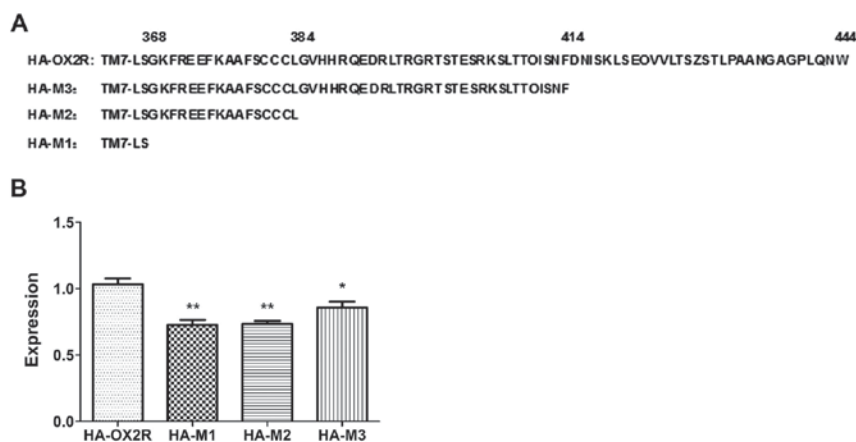 A
368 384 414 444
HA-OX2R: TM7-LSGKFREEFKAAFSCCCLGVHHRQEDRLTRGRTSTESRKSLTTOISNFDNISKLSEOVVLTSZSTLPAANGAGPLQNW
HA-M3: TM7-LSGKFREEFKAAFSCCCLGVHHRQEDRLTRGRTSTESRKSLTTOISNF
HA-M2: TM7-LSGKFREEFKAAFSCCCL
HA-M1: TM7-LS
B
1.5
1.0
0.5
0.0
Expression
** ** *
HA-OX2R HA-M1 HA-M2 HA-M3